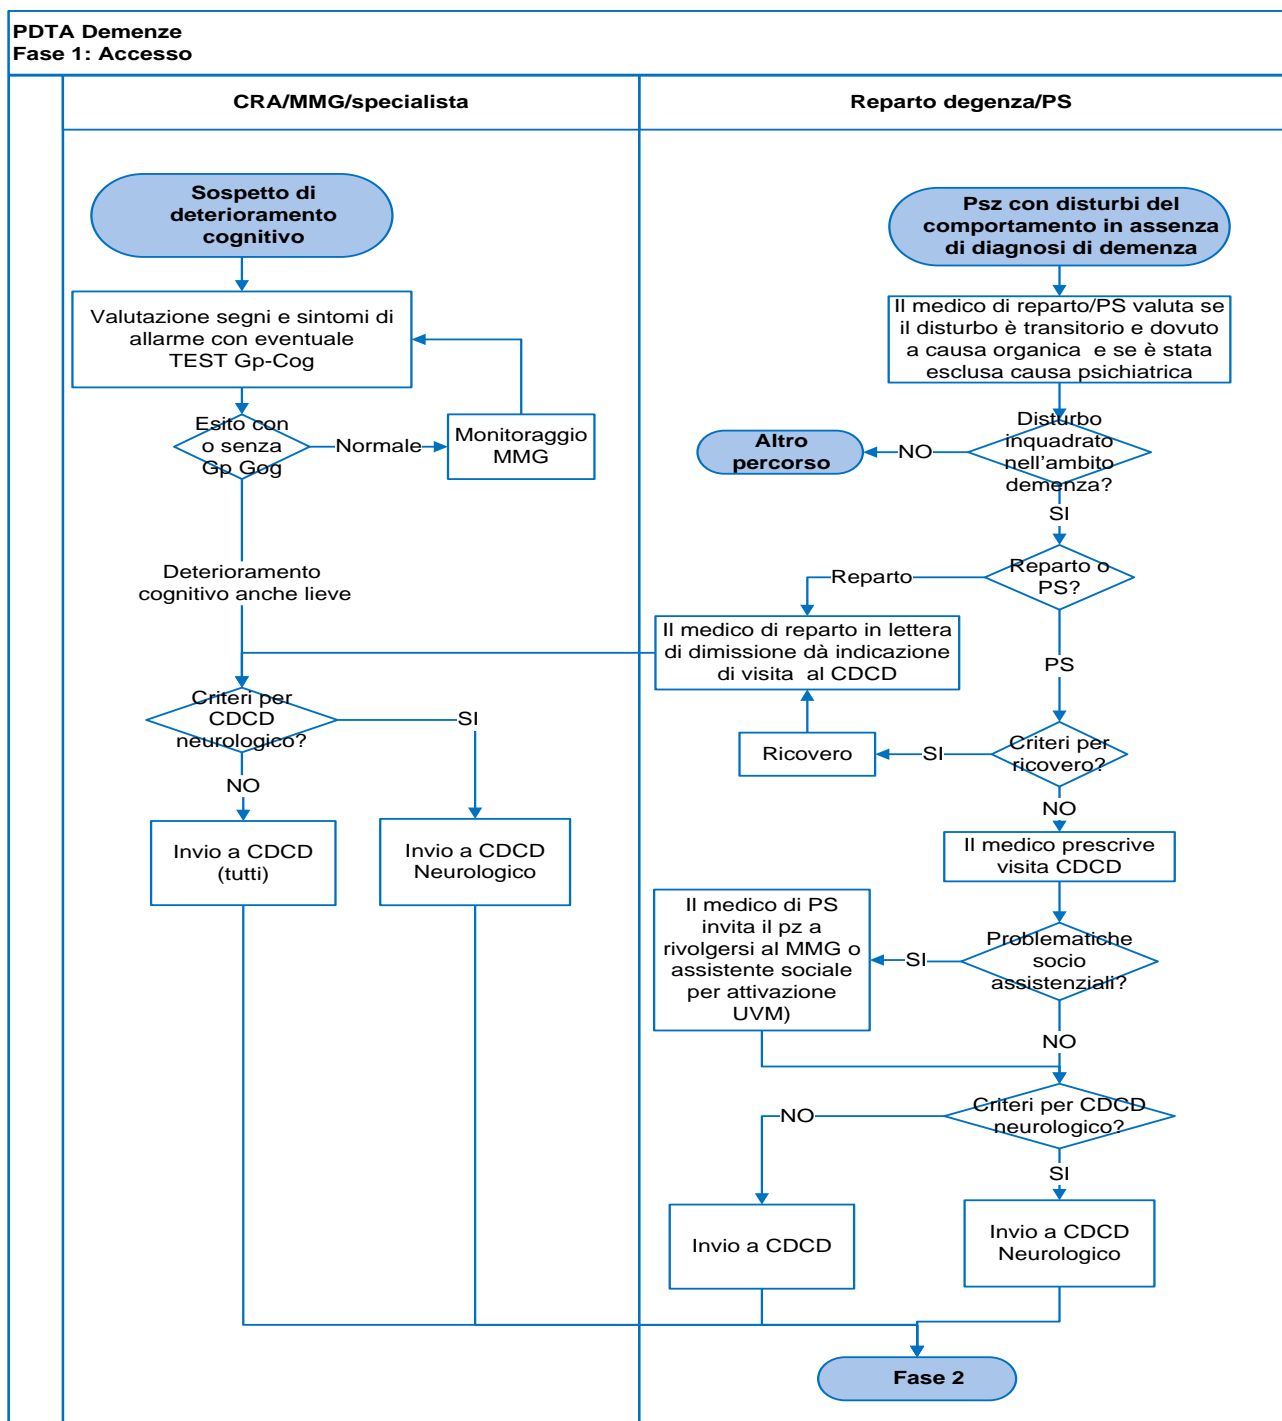 PDTA Demenze
Fase 1: Accesso
CRA/MMG/specialista
Reparto degenza/PS
Sospetto di
deterioramento
cognitivo
Valutazione segni e sintomi di
allarme con eventuale
TEST Gp-Cog
Esito con
o senza
Gp Gog
Normale
Monitoraggio
MMG
Deterioramento
cognitivo anche lieve
Criteri per
CDCD
neurologico?
SI
NO
Invio a CDCD
(tutti)
Invio a CDCD
Neurologico
Psz con disturbi del
comportamento in assenza
di diagnosi di demenza
Il medico di reparto/PS valuta se
il disturbo è transitorio e dovuto
a causa organica e se è stata
esclusa causa psichiatrica
Disturbo
inquadrato
nell'ambito
demenza?
NO
Altro
percorso
SI
Reparto o
PS?
Reparto
Il medico di reparto in lettera
di dimissione dà indicazione
di visita al CDCD
PS
Criteri per
ricovero?
SI
Ricovero
NO
Il medico prescrive
visita CDCD
Problematiche
socio
assistenziali?
SI
Il medico di PS
invita il pz a
rivolgersi al MMG o
assistente sociale
per attivazione
UVM)
NO
Criteri per CDCD
neurologico?
NO
SI
Invio a CDCD
Invio a CDCD
Neurologico
Fase 2